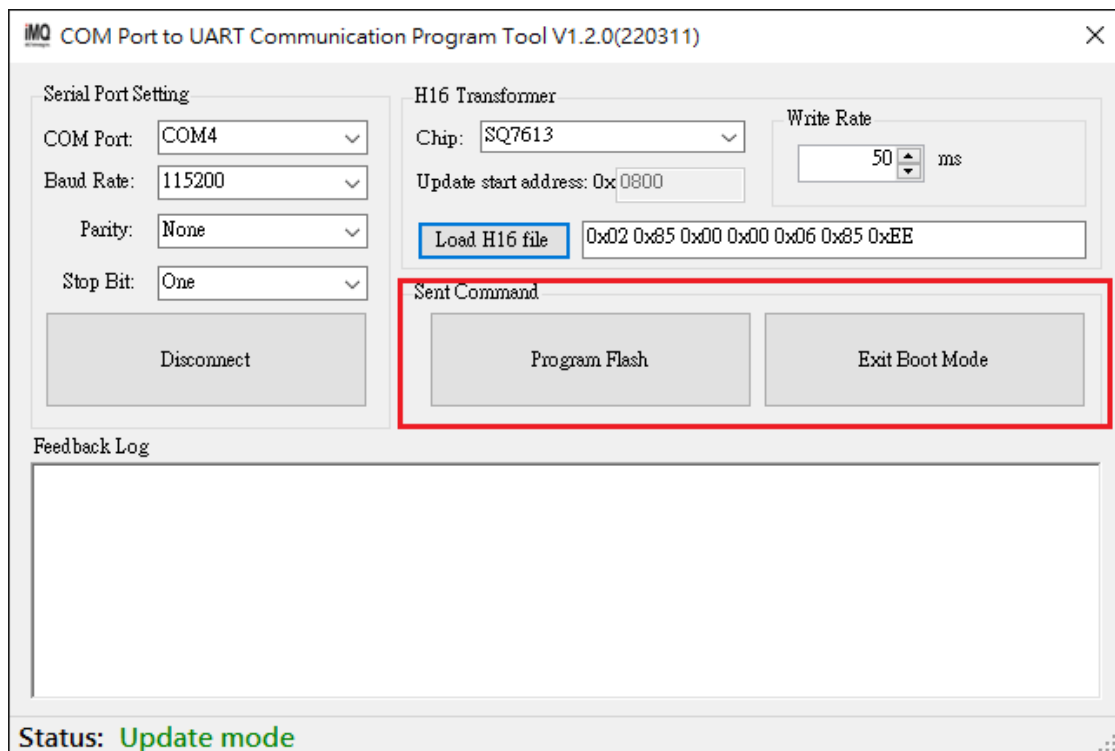 iMQ COM Port to UART Communication Program Tool V1.2.0(220311)
Serial Port Setting
COM Port: COM4
Baud Rate: 115200
Parity: None
Stop Bit: One
Disconnect
H16 Transformer
Chip: SQ7613
Update start address: 0x 0800
Write Rate
50 ms
Load H16 file 0x02 0x85 0x00 0x00 0x06 0x85 0xEE
Sent Command
Program Flash Exit Boot Mode
Feedback Log
Status: Update mode